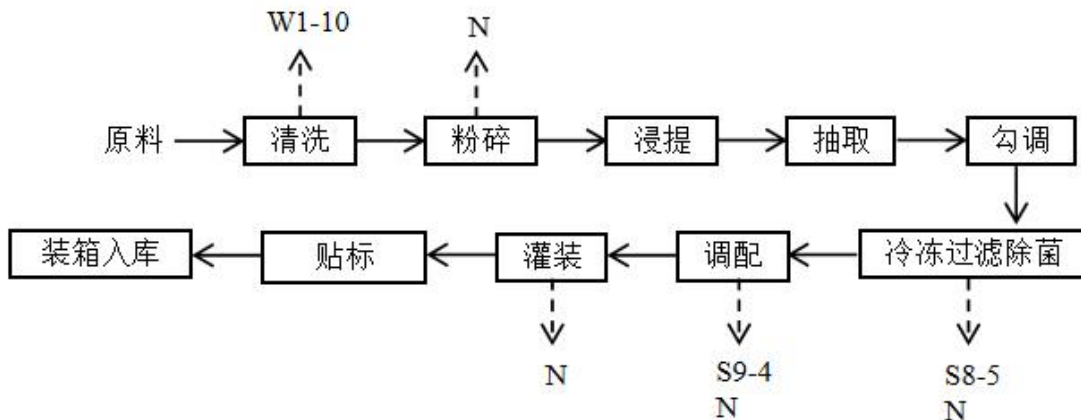 W1-10
N
原料
清洗
粉碎
浸提
抽取
勾调
装箱入库
贴标
灌装
调配
冷冻过滤除菌
N
S9-4
N
S8-5
N